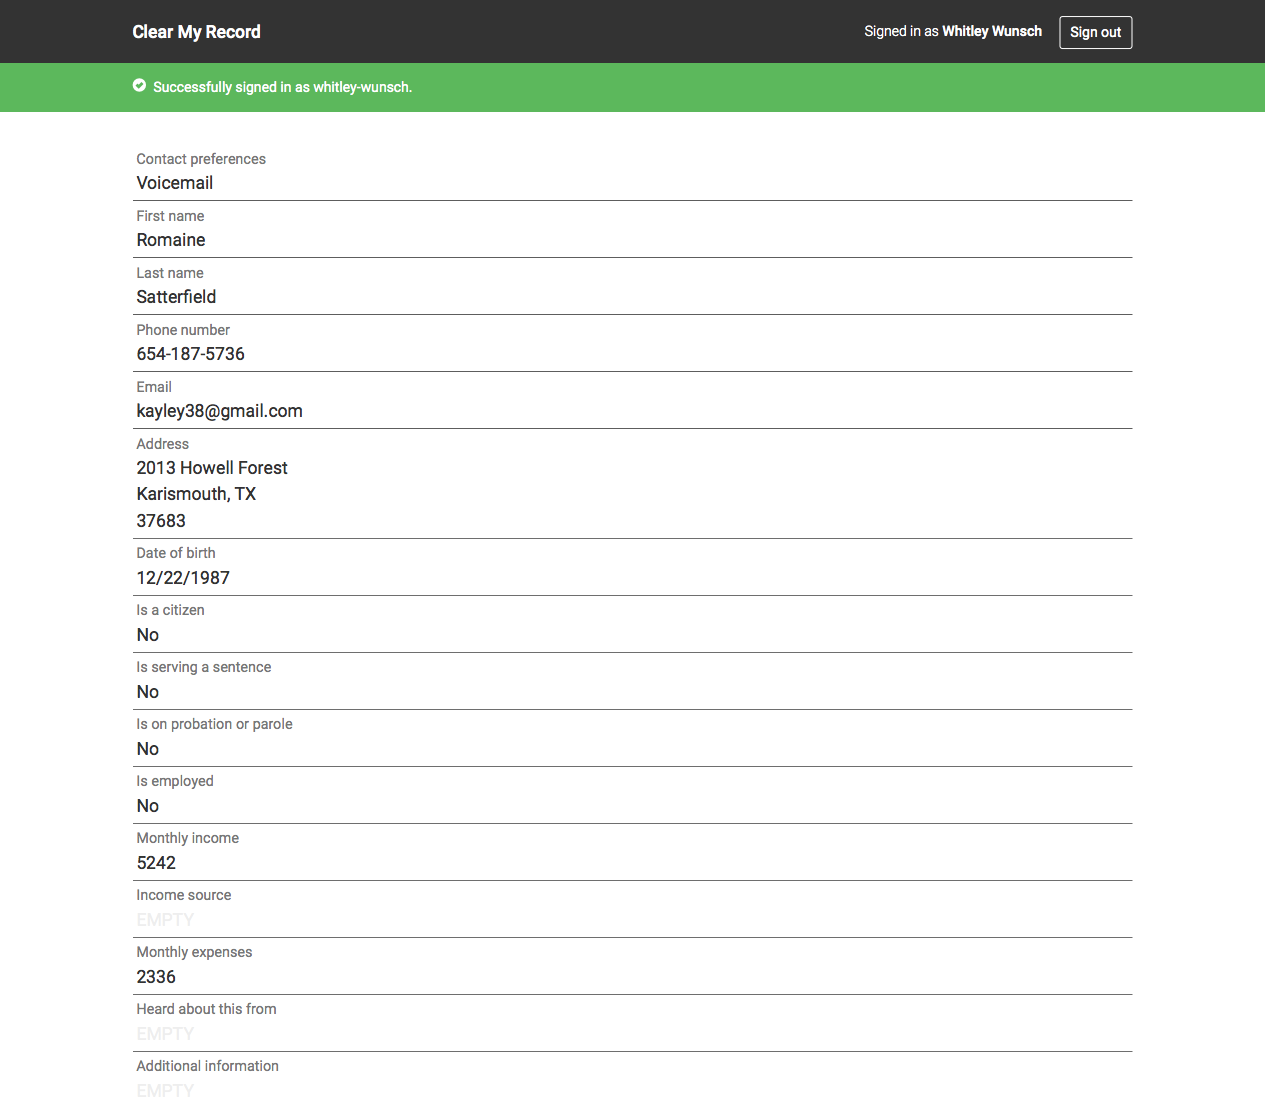 Clear My Record
Signed in as Whitley Wunsch
Sign out
Successfully signed in as whitley-wunsch.
Contact preferences
Voicemail
First name
Romaine
Last name
Satterfield
Phone number
654-187-5736
Email
kayley38@gmail.com
Address
2013 Howell Forest
Karismouth, TX
37683
Date of birth
12/22/1987
Is a citizen
No
Is serving a sentence
No
Is on probation or parole
No
Is employed
No
Monthly income
5242
Income source
EMPTY
Monthly expenses
2336
Heard about this from
EMPTY
Additional information
EMPTY